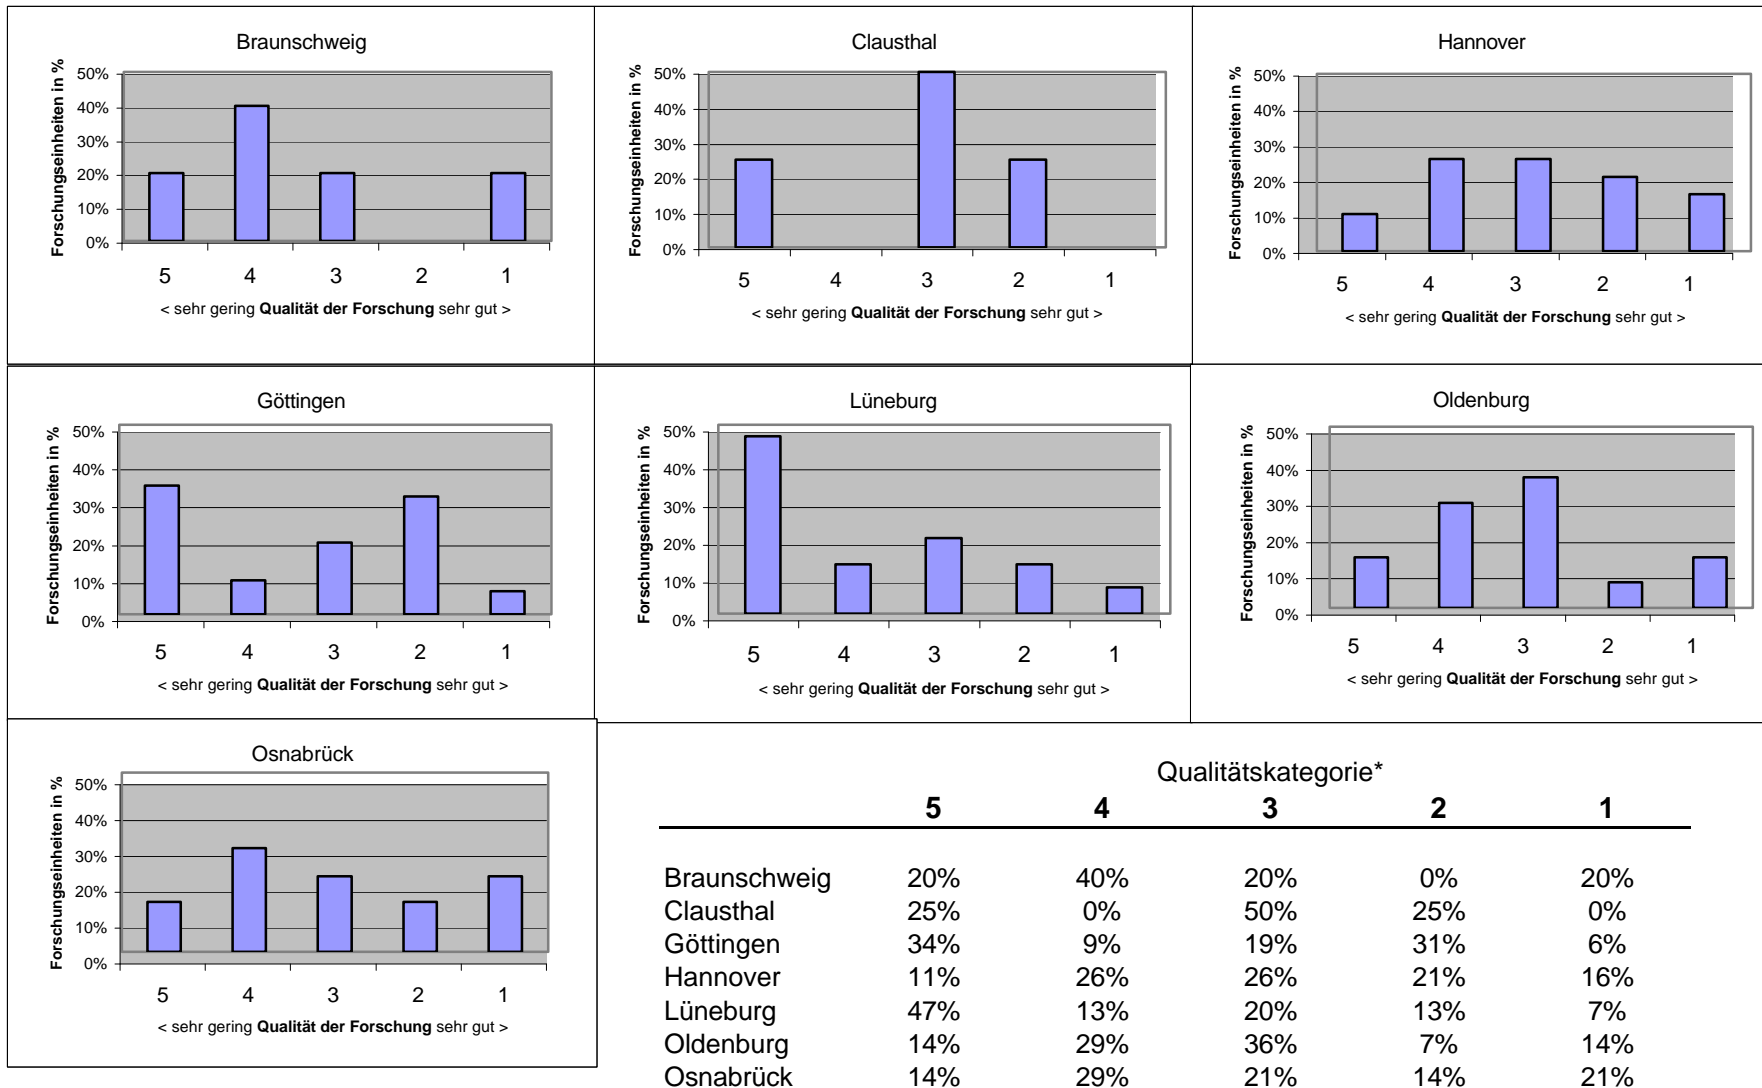 Braunschweig
Forschungseinheiten in %
50%
40%
30%
20%
10%
0%
5 4 3 2 1
< sehr gering Qualität der Forschung sehr gut >
Clausthal
Forschungseinheiten in %
50%
40%
30%
20%
10%
0%
5 4 3 2 1
< sehr gering Qualität der Forschung sehr gut >
Hannover
Forschungseinheiten in %
50%
40%
30%
20%
10%
0%
5 4 3 2 1
< sehr gering Qualität der Forschung sehr gut >
Göttingen
Forschungseinheiten in %
50%
40%
30%
20%
10%
0%
5 4 3 2 1
< sehr gering Qualität der Forschung sehr gut >
Lüneburg
Forschungseinheiten in %
50%
40%
30%
20%
10%
0%
5 4 3 2 1
< sehr gering Qualität der Forschung sehr gut >
Oldenburg
Forschungseinheiten in %
50%
40%
30%
20%
10%
0%
5 4 3 2 1
< sehr gering Qualität der Forschung sehr gut >
Osnabrück
Forschungseinheiten in %
50%
40%
30%
20%
10%
0%
5 4 3 2 1
< sehr gering Qualität der Forschung sehr gut >
Qualitätskategorie*
5 4 3 2 1
Braunschweig 20% 40% 20% 0% 20%
Clausthal 25% 0% 50% 25% 0%
Göttingen 34% 9% 19% 31% 6%
Hannover 11% 26% 26% 21% 16%
Lüneburg 47% 13% 20% 13% 7%
Oldenburg 14% 29% 36% 7% 14%
Osnabrück 14% 29% 21% 14% 21%